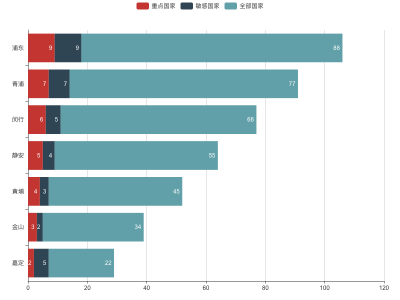 重点国家 敏感国家 全部国家
浦东 9 9 88
青浦 7 7 77
闵行 6 5 66
静安 5 4 55
黄埔 4 3 45
金山 3 2 34
嘉定 2 5 22
0 20 40 60 80 100 120